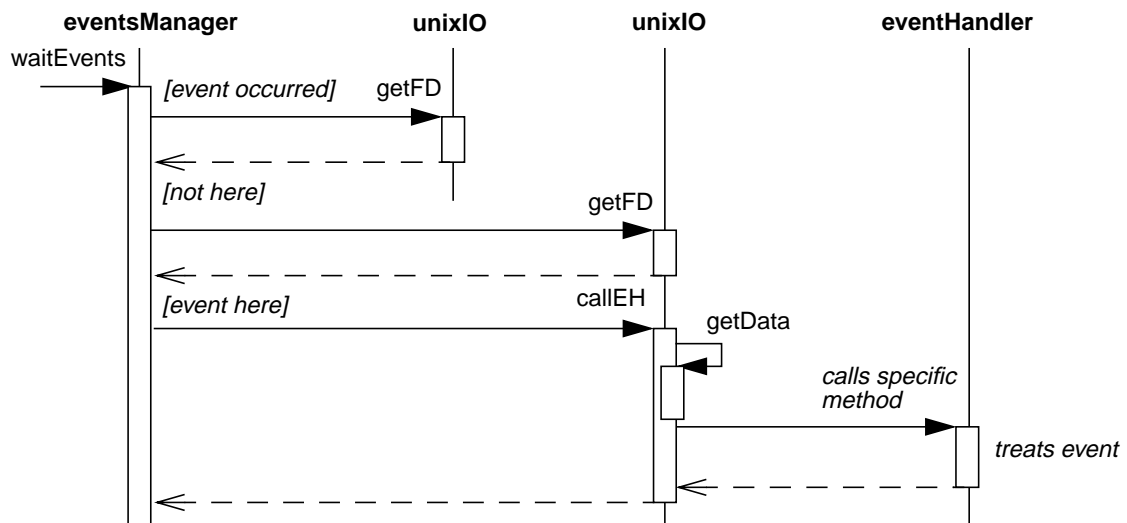 eventsManager unixIO unixIO eventHandler
waitEvents
[event occurred] getFD
[not here]
getFD
[event here] callEH
getData
calls specific
method
treats event